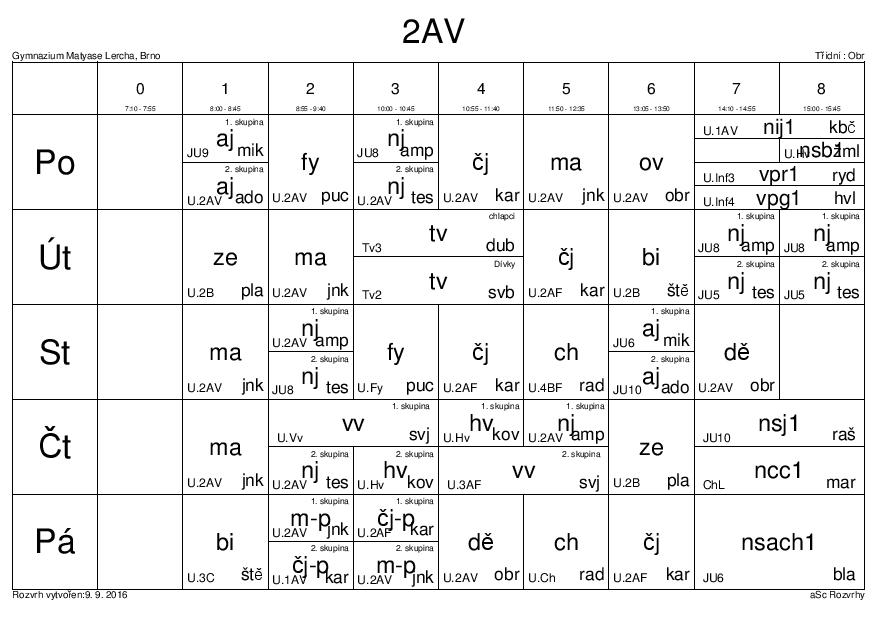 2AV
Gymnazium Matyase Lercha, Brno Třídní : Obr
0 1 2 3 4 5 6 7 8
7:10 - 7:55 8:00 - 8:45 8:55 - 9:40 10:00 - 10:45 10:55 - 11:40 11:50 - 12:35 13:05 - 13:50 14:10 - 14:55 15:00 - 15:45
Po
1. skupina
aj
JU9 mik
2. skupina
aj
U.2AV ado
fy
U.2AV puc
1. skupina
nj
JU8 amp
2. skupina
nj
U.2AV tes
čj
U.2AV kar
ma
U.2AV jnk
ov
U.2AV obr
U.1AV nij1 kbč
U.Hv nsb1 žml
U.Inf3 vpr1 ryd
U.Inf4 vpg1 hvl
Út
ze
U.2B pla
ma
U.2AV jnk
chlapci
tv
Tv3 dub
Dívky
tv
Tv2 svb
čj
U.2AF kar
bi
U.2B ště
1. skupina
nj
JU8 amp
2. skupina
nj
JU5 tes
1. skupina
nj
JU8 amp
2. skupina
nj
JU5 tes
St
ma
U.2AV jnk
1. skupina
nj
U.2AV amp
2. skupina
nj
JU8 tes
fy
U.Fy puc
čj
U.2AF kar
ch
U.4BF rad
1. skupina
aj
JU6 mik
2. skupina
aj
JU10 ado
dě
U.2AV obr
Čt
ma
U.2AV jnk
1. skupina
vv
U.Vv svj
2. skupina
nj
U.2AV tes
2. skupina
hv
U.Hv kov
1. skupina
hv
U.Hv kov
1. skupina
nj
U.2AV amp
2. skupina
vv
U.3AF svj
ze
U.2B pla
nsj1
JU10 raš
ncc1
ChL mar
Pá
bi
U.3C ště
1. skupina
m-p
U.2AV jnk
2. skupina
čj-p
U.1AV kar
1. skupina
čj-p
U.2AF kar
2. skupina
m-p
U.2AV jnk
dě
U.2AV obr
ch
U.Ch rad
čj
U.2AF kar
nsach1
JU6 bla
Rozvrh vytvořen:9. 9. 2016 aSc Rozvrhy